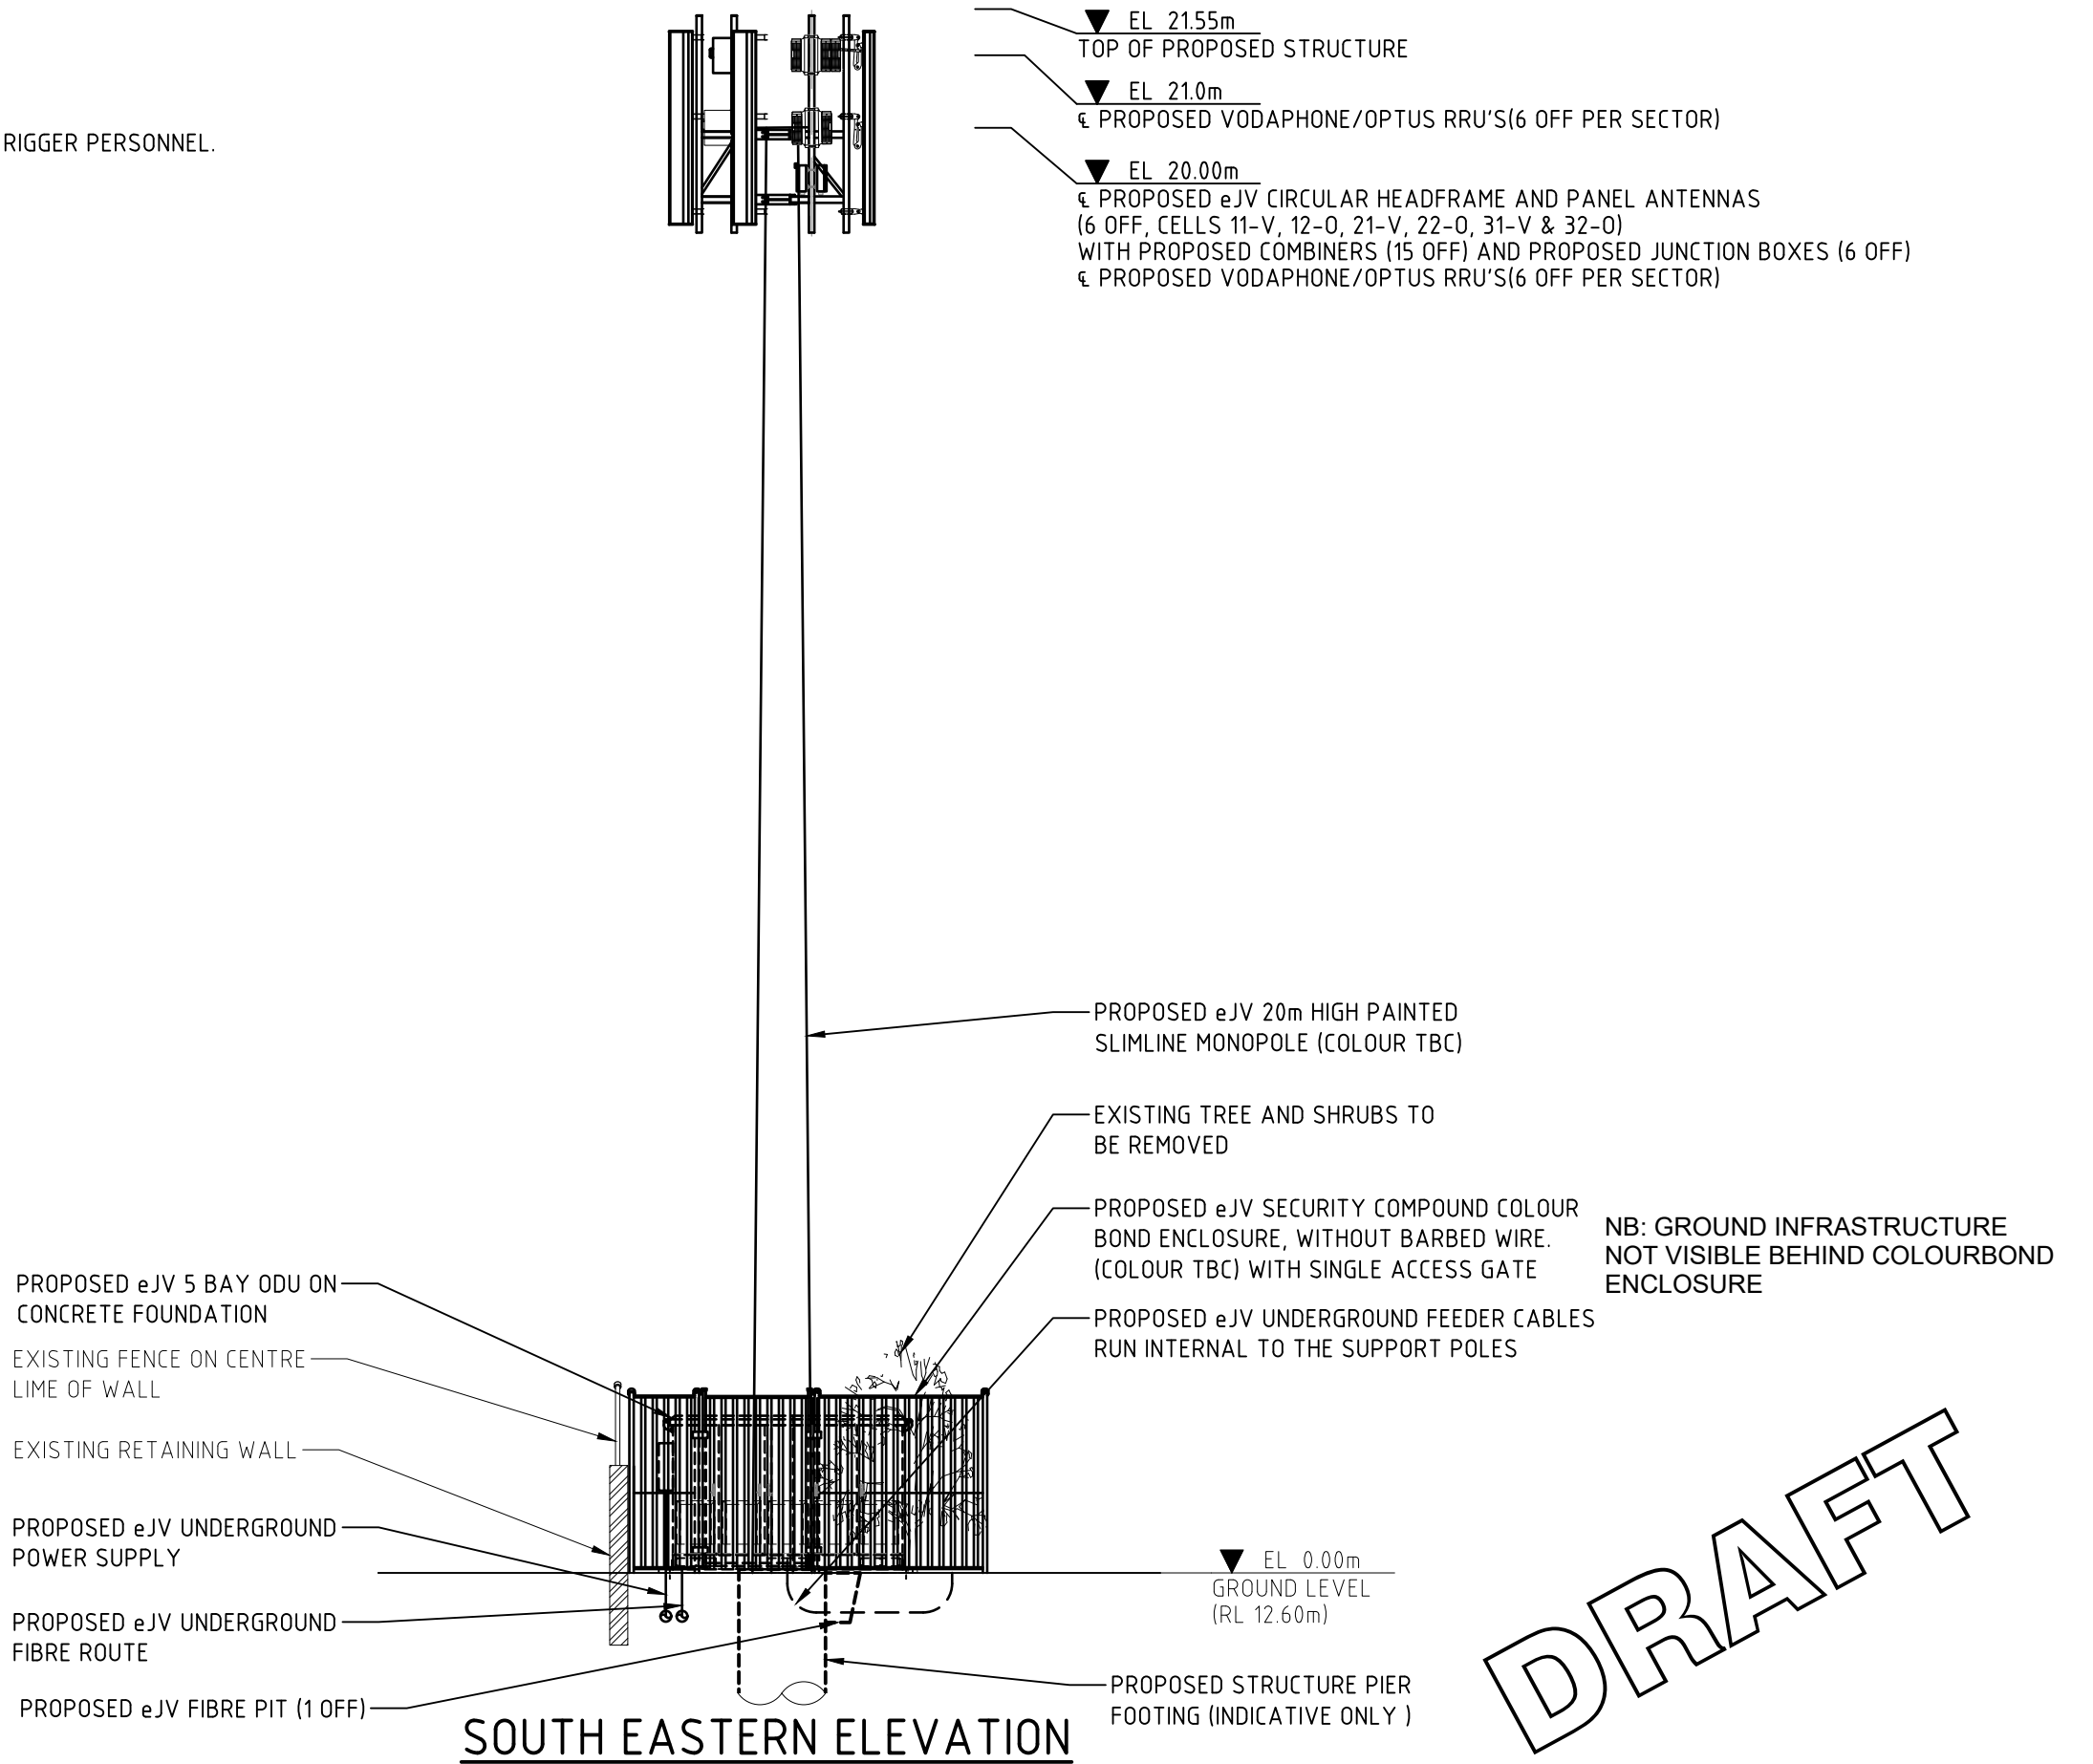 EL 21.55m
TOP OF PROPOSED STRUCTURE
EL 21.0m
℄ PROPOSED VODAPHONE/OPTUS RRU'S(6 OFF PER SECTOR)
RIGGER PERSONNEL.
EL 20.00m
℄ PROPOSED eJV CIRCULAR HEADFRAME AND PANEL ANTENNAS
(6 OFF, CELLS 11-V, 12-O, 21-V, 22-O, 31-V & 32-O)
WITH PROPOSED COMBINERS (15 OFF) AND PROPOSED JUNCTION BOXES (6 OFF)
℄ PROPOSED VODAPHONE/OPTUS RRU'S(6 OFF PER SECTOR)
PROPOSED eJV 20m HIGH PAINTED
SLIMLINE MONOPOLE (COLOUR TBC)
EXISTING TREE AND SHRUBS TO
BE REMOVED
PROPOSED eJV SECURITY COMPOUND COLOUR
BOND ENCLOSURE, WITHOUT BARBED WIRE.
(COLOUR TBC) WITH SINGLE ACCESS GATE
NB: GROUND INFRASTRUCTURE
NOT VISIBLE BEHIND COLOURBOND
ENCLOSURE
PROPOSED eJV UNDERGROUND FEEDER CABLES
RUN INTERNAL TO THE SUPPORT POLES
PROPOSED eJV 5 BAY ODU ON
CONCRETE FOUNDATION
EXISTING FENCE ON CENTRE
LIME OF WALL
EXISTING RETAINING WALL
PROPOSED eJV UNDERGROUND
POWER SUPPLY
PROPOSED eJV UNDERGROUND
FIBRE ROUTE
PROPOSED eJV FIBRE PIT (1 OFF)
EL 0.00m
GROUND LEVEL
(RL 12.60m)
PROPOSED STRUCTURE PIER
FOOTING (INDICATIVE ONLY )
SOUTH EASTERN ELEVATION
DRAFT